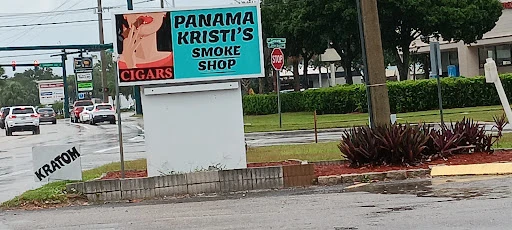 PANAMA
KRISTI'S
SMOKE
SHOP
CIGARS
STOP
KRATOM